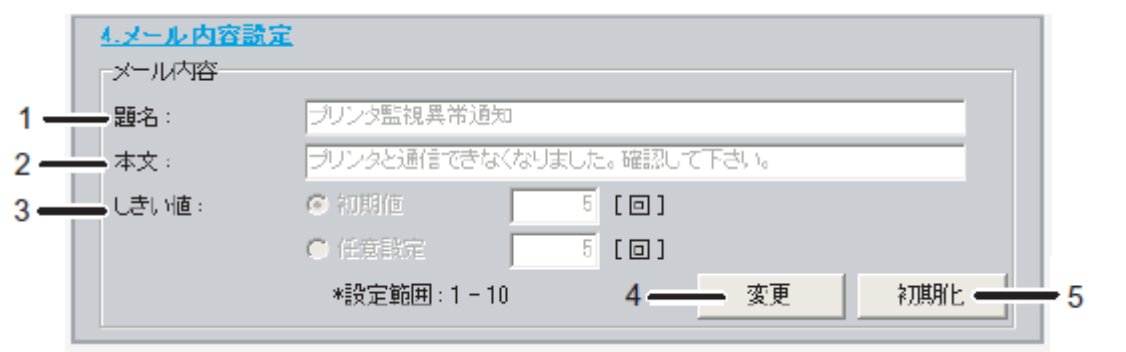 4.メール内容設定
メール内容
1 題名： プリンタ監視異常通知
2 本文： プリンタと通信できなくなりました。確認して下さい。
3 しきい値： 初期値 5 [回]
任意設定 5 [回]
*設定範囲：1 - 10 4 変更 初期化 5